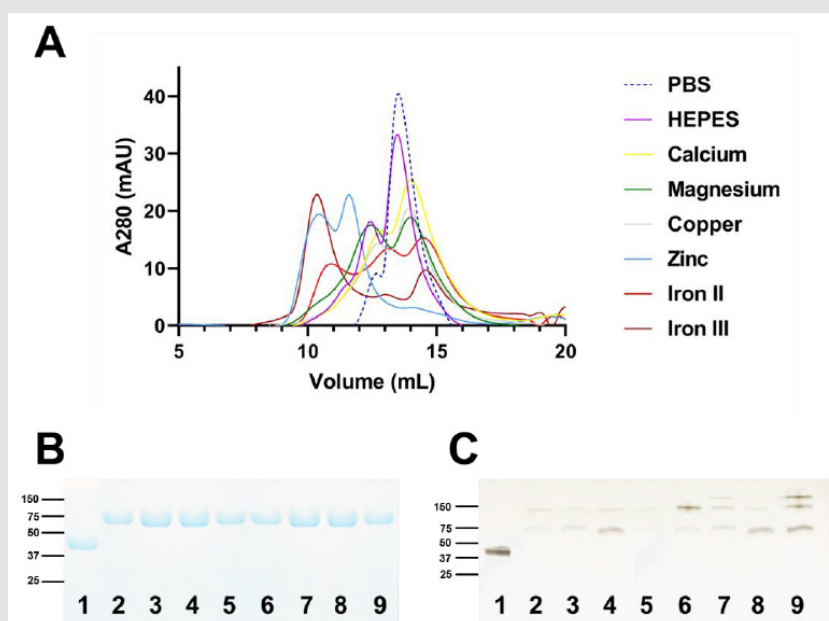 A
A280 (mAU)
40
30
20
10
0
5 10 15 20
Volume (mL)
PBS
HEPES
Calcium
Magnesium
Copper
Zinc
Iron II
Iron III
B
150
75
50
37
25
1 2 3 4 5 6 7 8 9
C
150
75
50
37
25
1 2 3 4 5 6 7 8 9